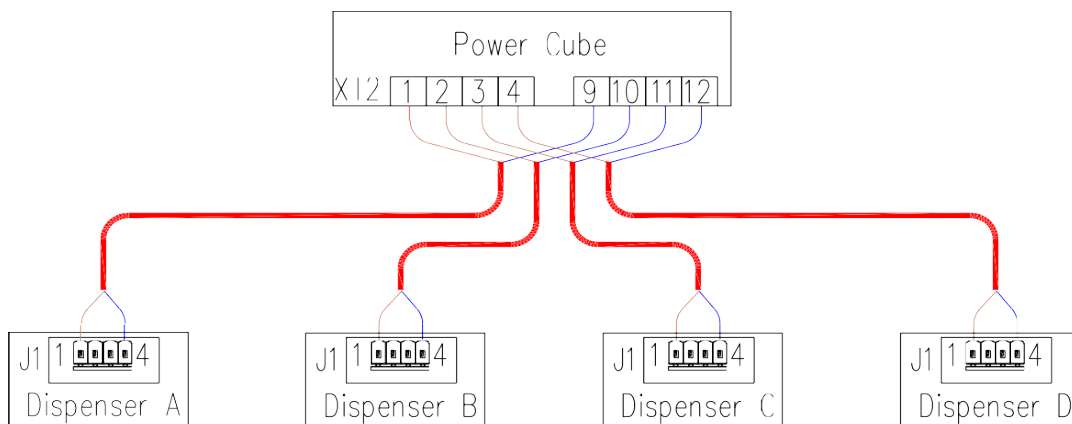 Power Cube
X12 1 2 3 4 9 10 11 12
J1 1 4 J1 1 4 J1 1 4 J1 1 4
Dispenser A Dispenser B Dispenser C Dispenser D